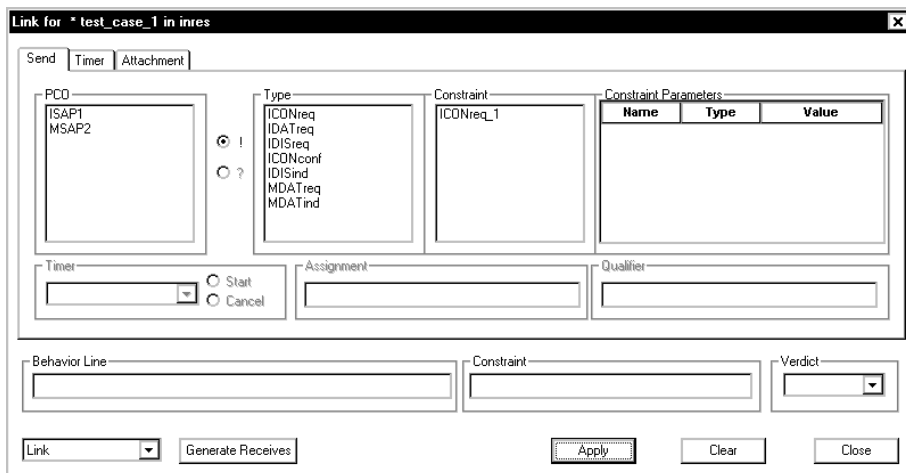 Link for * test_case_1 in inres
Send Timer Attachment
PCO Type Constraint Constraint Parameters
ISAP1 ICONreq ICONreq_1 Name Type Value
MSAP2 IDATreq
! IDISreq
ICONconf
? IDISind
MDATreq
MDATind
Timer Assignment Qualifier
Start
Cancel
Behavior Line Constraint Verdict
Link Generate Receives Apply Clear Close